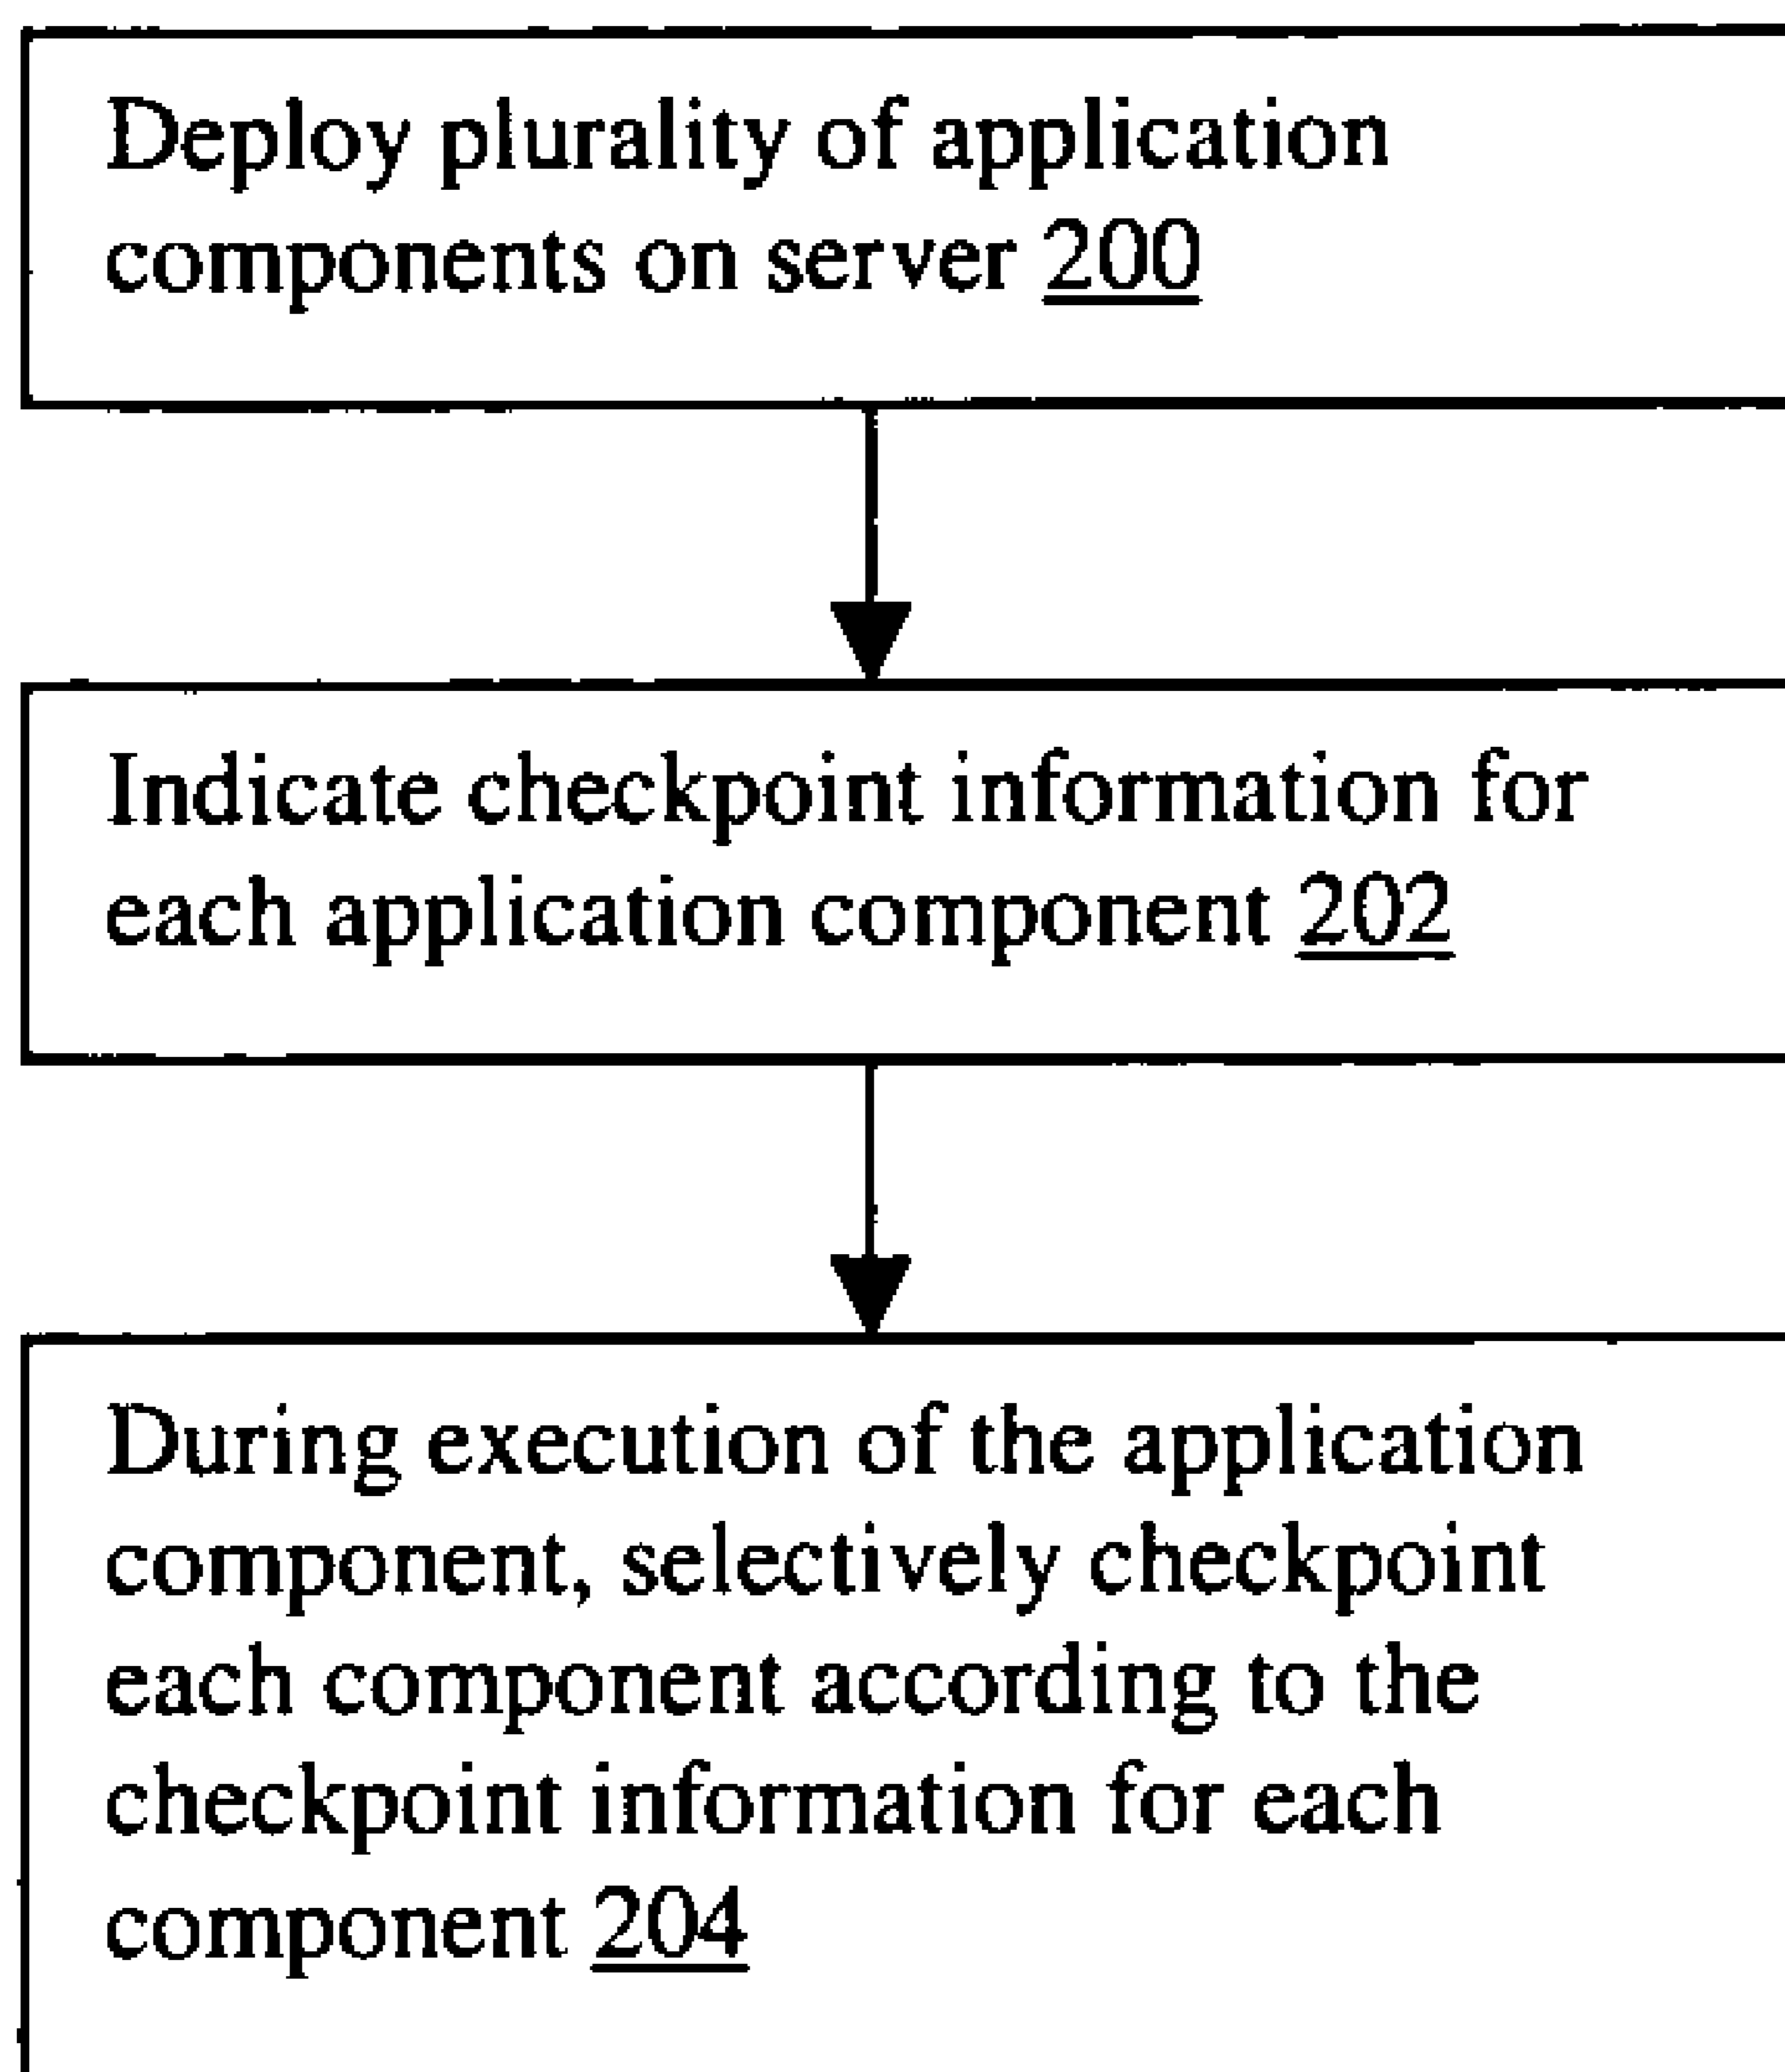 Deploy plurality of application
components on server 200
Indicate checkpoint information for
each application component 202
During execution of the application
component, selectively checkpoint
each component according to the
checkpoint information for each
component 204